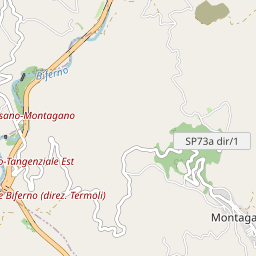 Biferno
sano-Montagano
SP73a dir/1
o-Tangenziale Est
e Biferno (direz. Termoli)
Montaga